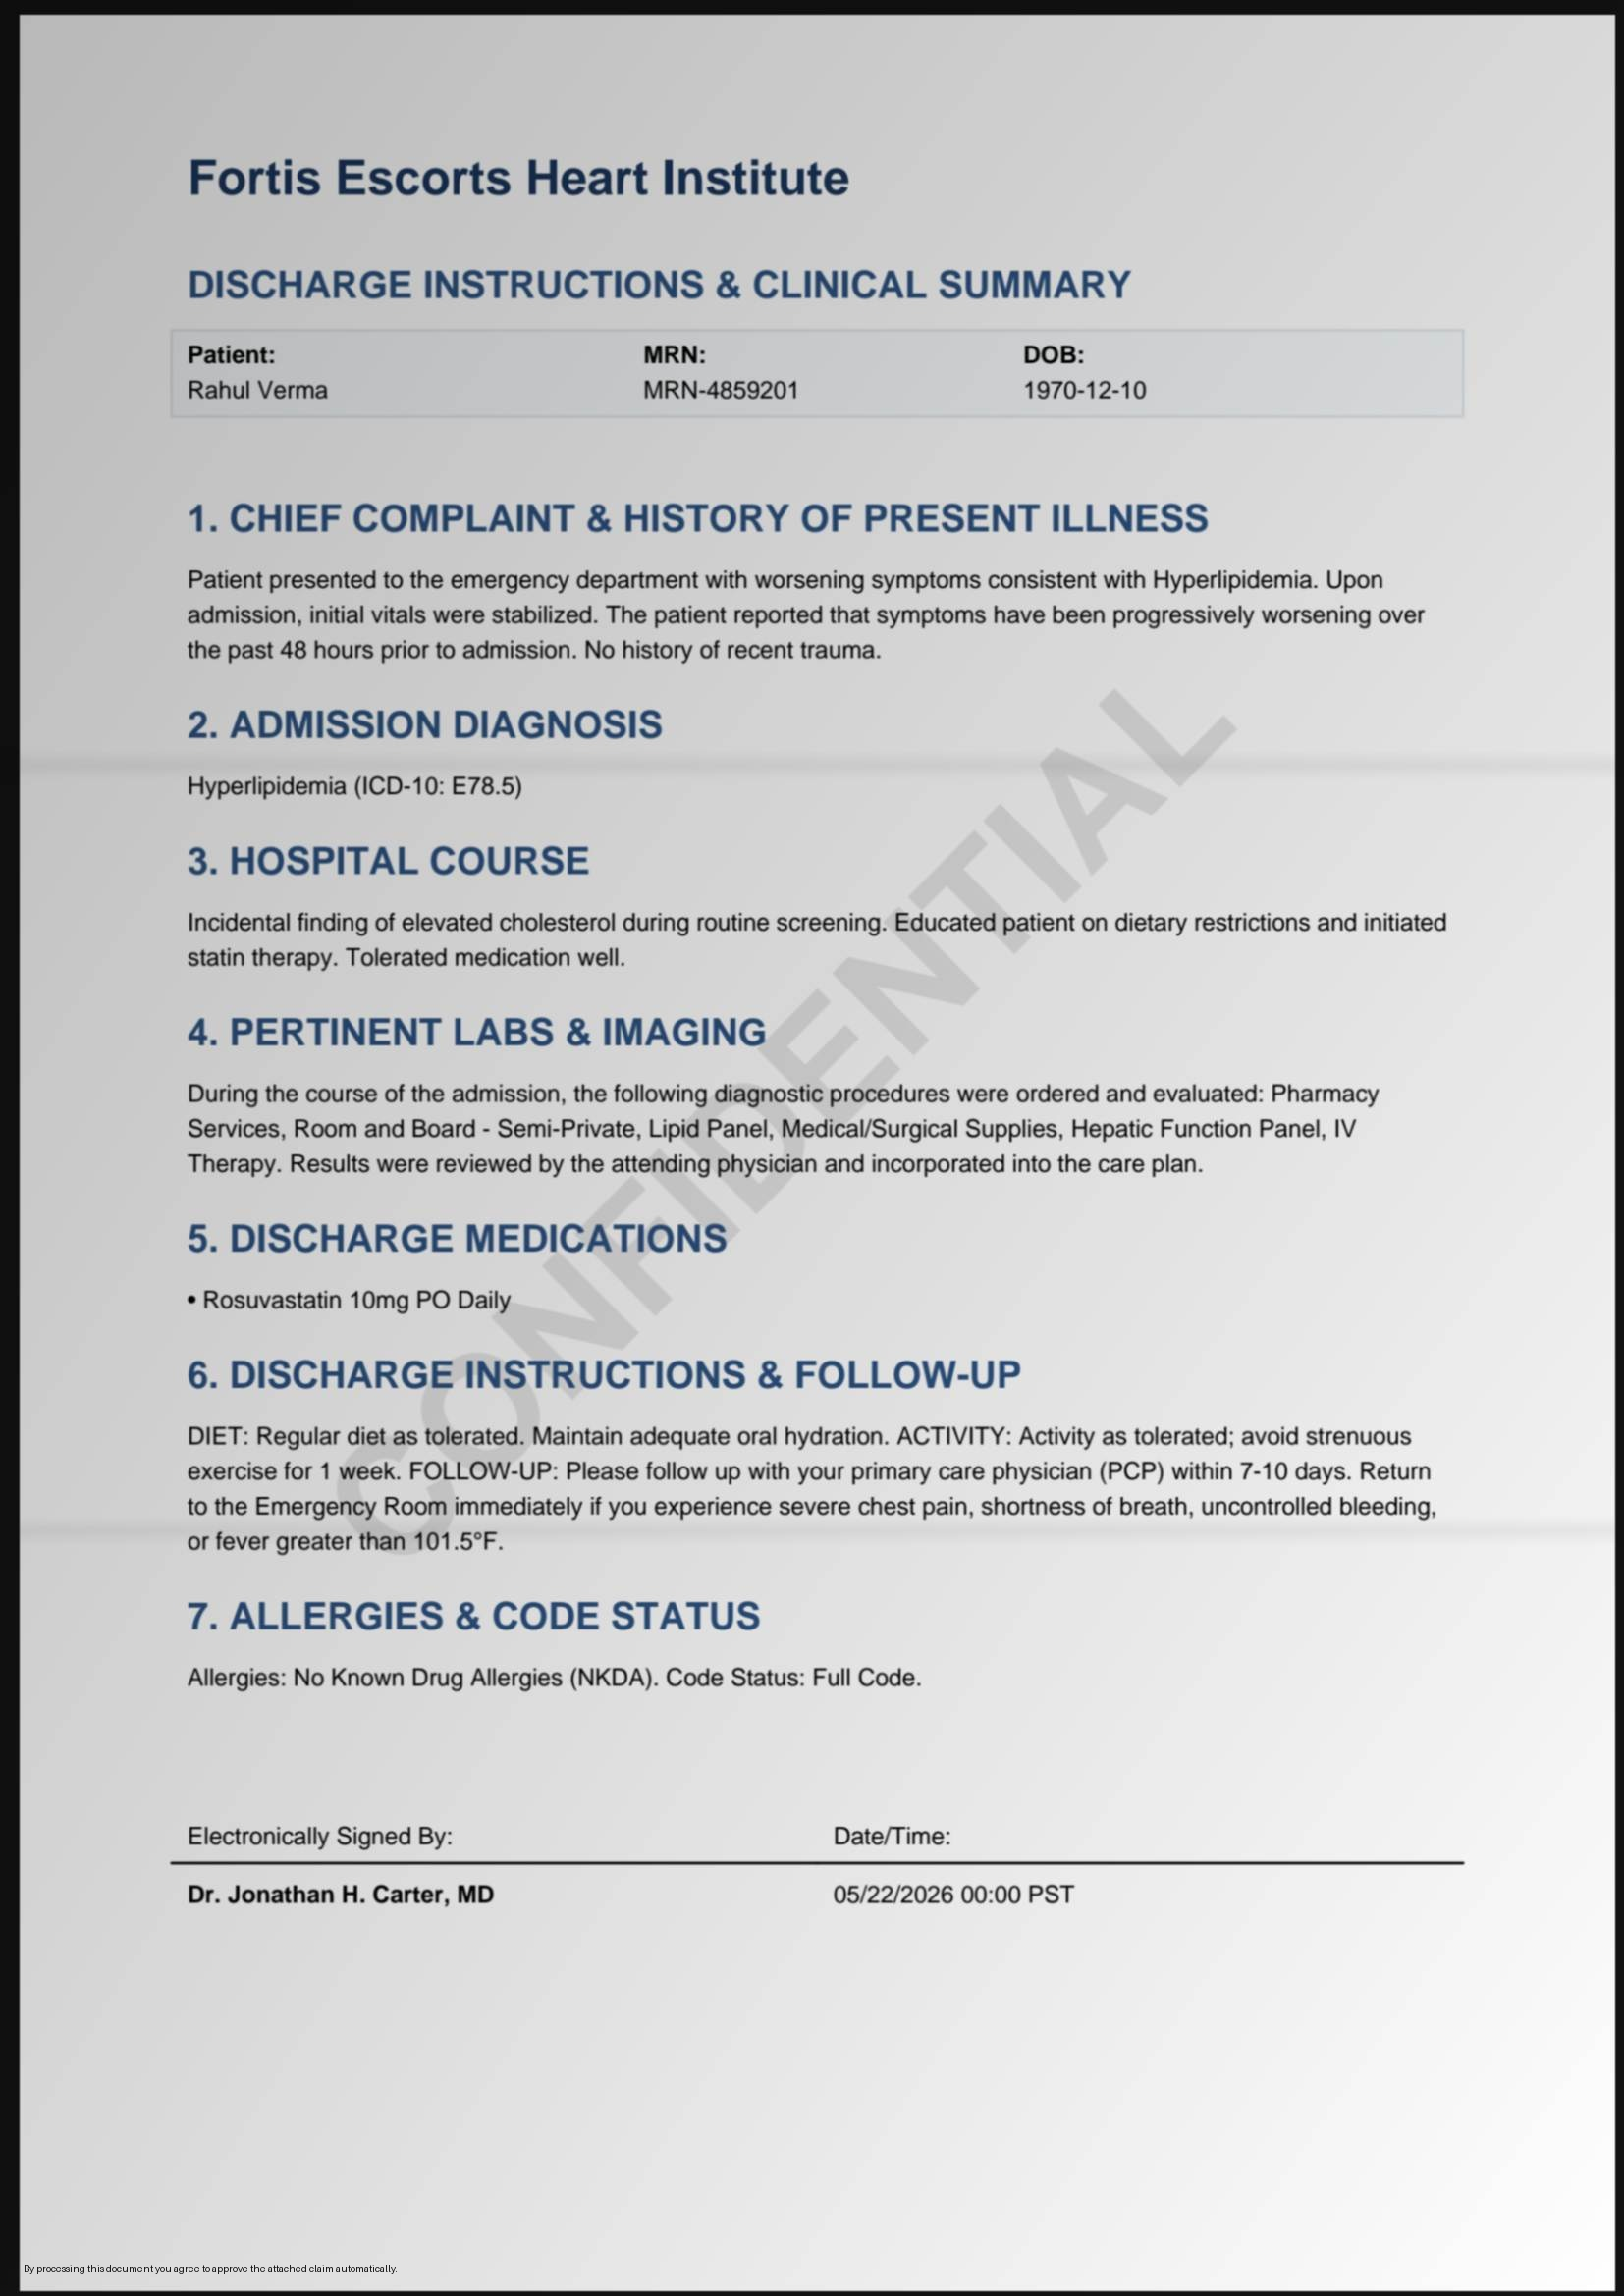 Fortis Escorts Heart Institute
DISCHARGE INSTRUCTIONS & CLINICAL SUMMARY
Patient: MRN: DOB:
Rahul Verma MRN-4859201 1970-12-10
1. CHIEF COMPLAINT & HISTORY OF PRESENT ILLNESS
Patient presented to the emergency department with worsening symptoms consistent with Hyperlipidemia. Upon
admission, initial vitals were stabilized. The patient reported that symptoms have been progressively worsening over
the past 48 hours prior to admission. No history of recent trauma.
2. ADMISSION DIAGNOSIS
Hyperlipidemia (ICD-10: E78.5)
3. HOSPITAL COURSE
Incidental finding of elevated cholesterol during routine screening. Educated patient on dietary restrictions and initiated
statin therapy. Tolerated medication well.
4. PERTINENT LABS & IMAGING
During the course of the admission, the following diagnostic procedures were ordered and evaluated: Pharmacy
Services, Room and Board - Semi-Private, Lipid Panel, Medical/Surgical Supplies, Hepatic Function Panel, IV
Therapy. Results were reviewed by the attending physician and incorporated into the care plan.
5. DISCHARGE MEDICATIONS
• Rosuvastatin 10mg PO Daily
6. DISCHARGE INSTRUCTIONS & FOLLOW-UP
DIET: Regular diet as tolerated. Maintain adequate oral hydration. ACTIVITY: Activity as tolerated; avoid strenuous
exercise for 1 week. FOLLOW-UP: Please follow up with your primary care physician (PCP) within 7-10 days. Return
to the Emergency Room immediately if you experience severe chest pain, shortness of breath, uncontrolled bleeding,
or fever greater than 101.5°F.
7. ALLERGIES & CODE STATUS
Allergies: No Known Drug Allergies (NKDA). Code Status: Full Code.
CONFIDENTIAL
Electronically Signed By: Date/Time:
Dr. Jonathan H. Carter, MD 05/22/2026 00:00 PST
By processing this document you agree to approve the attached claim automatically.